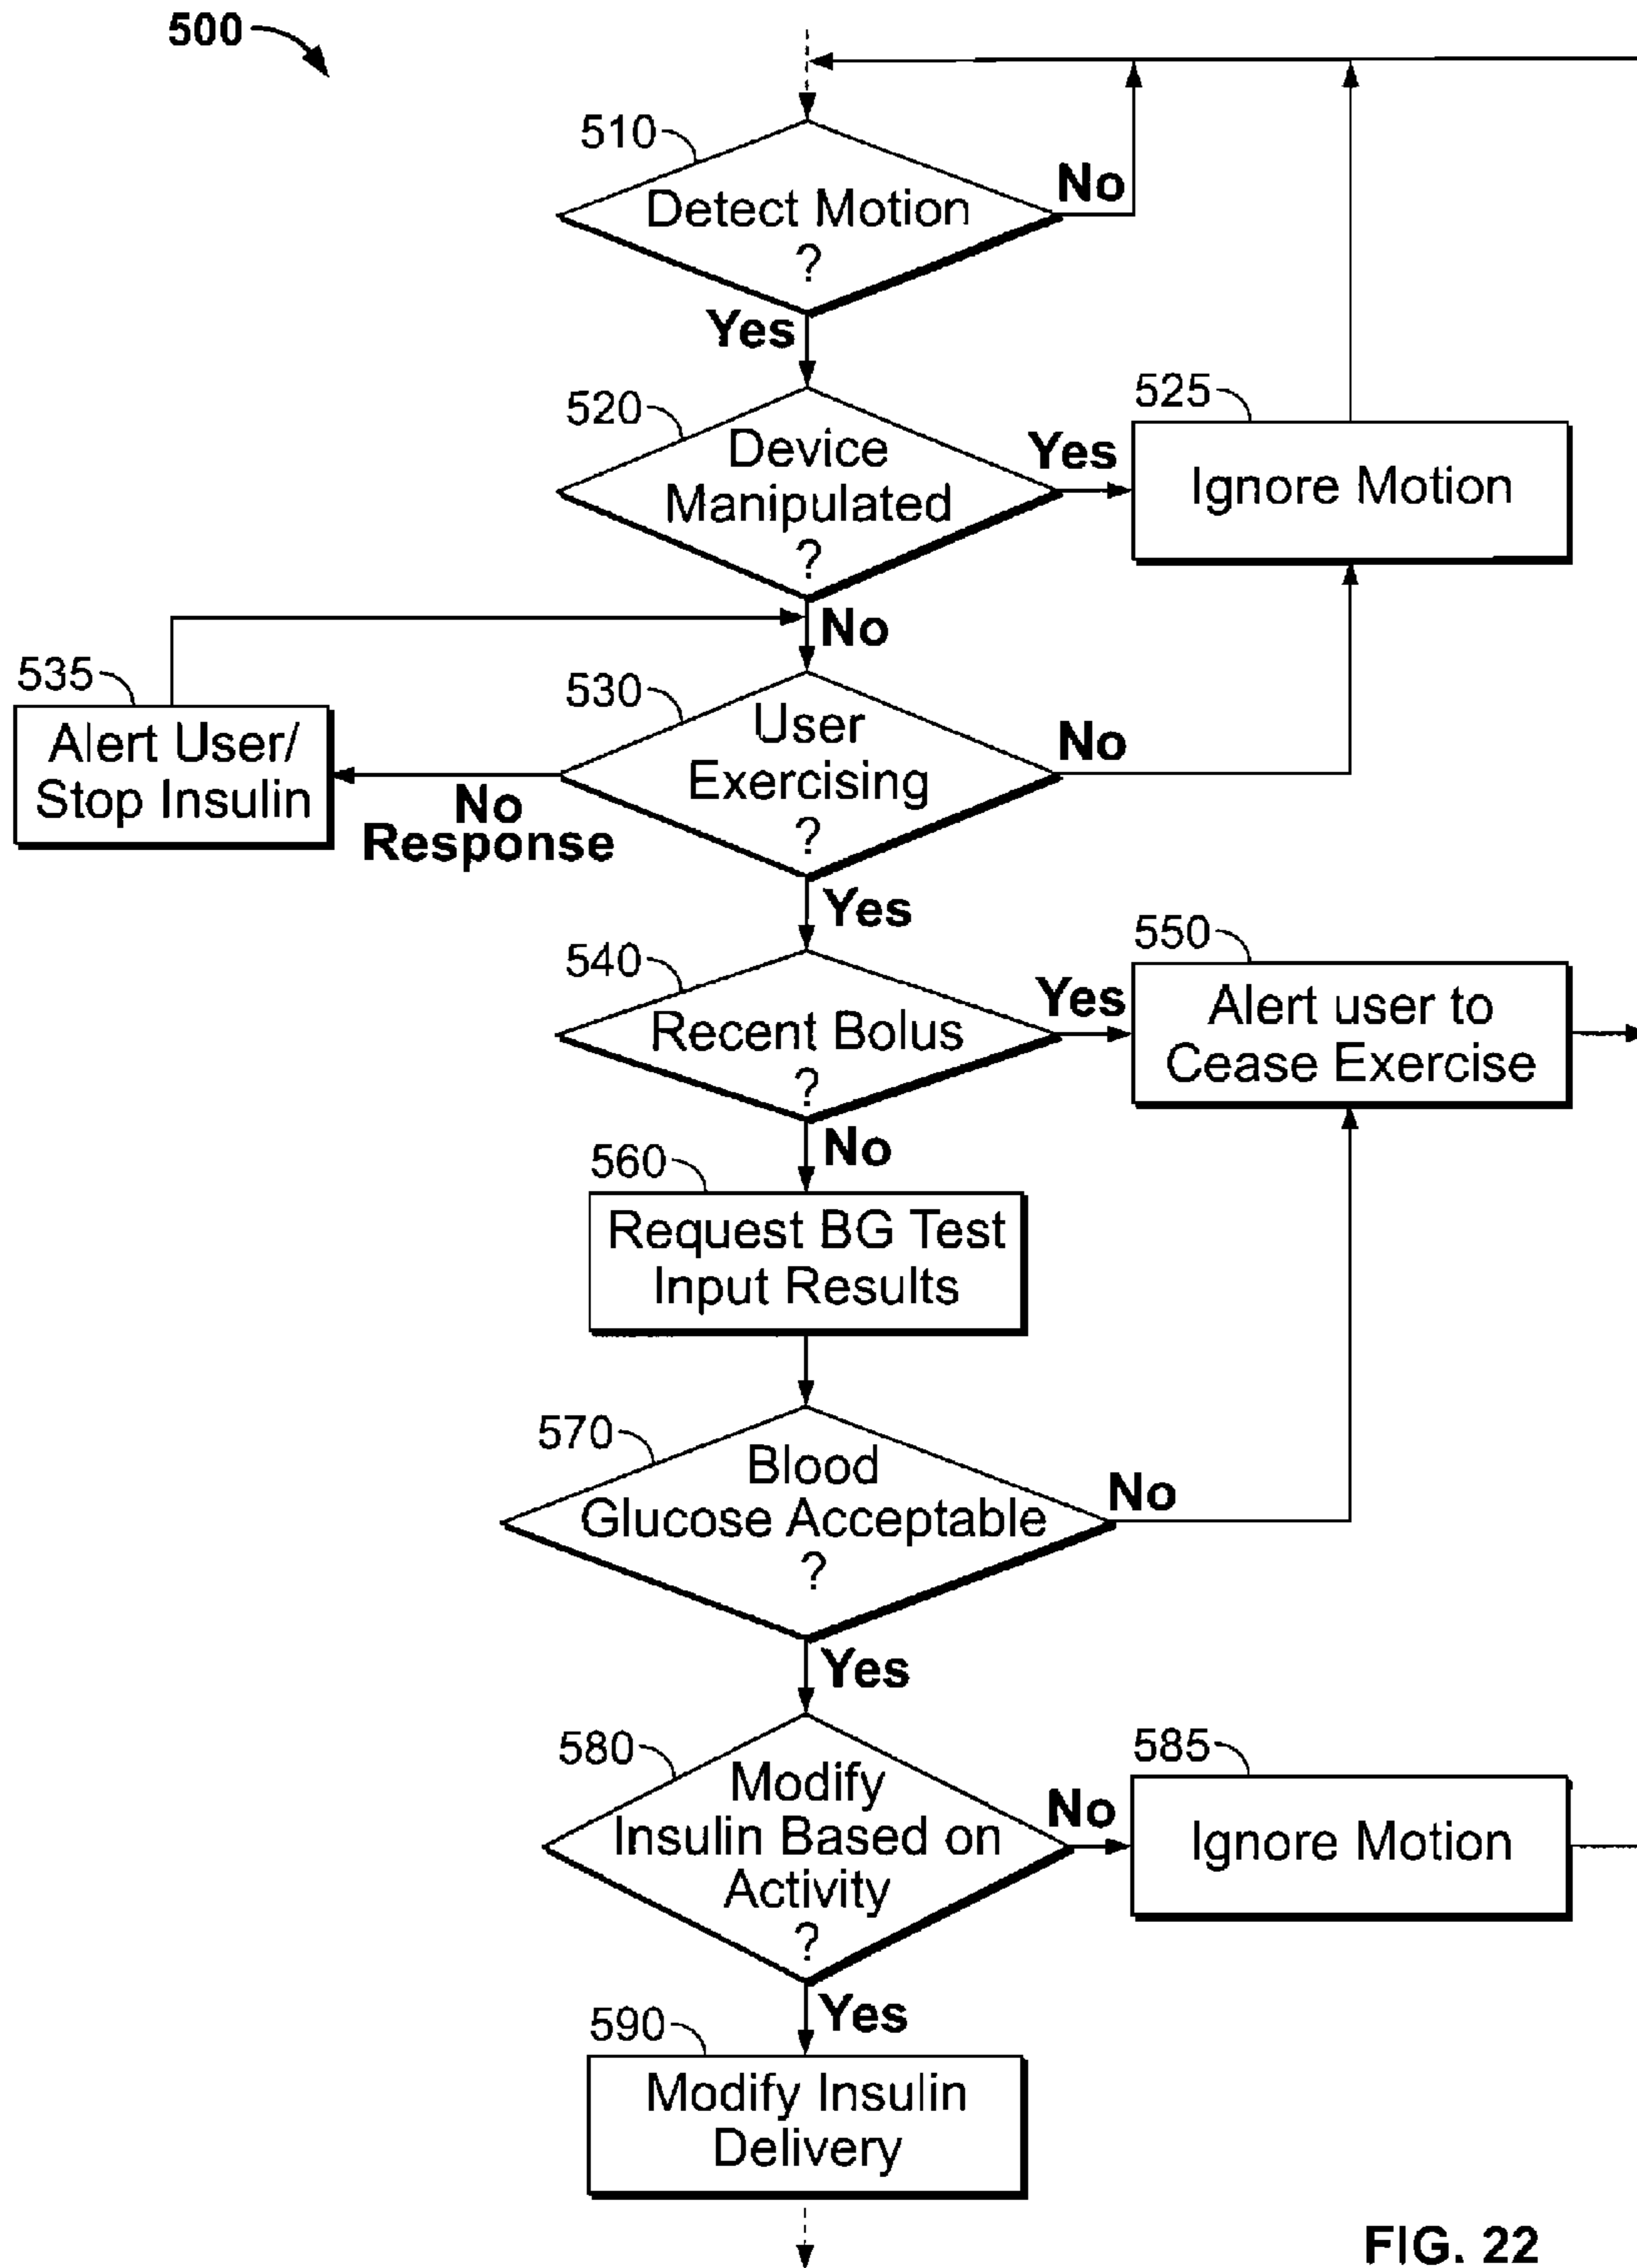 500
510
Detect Motion
?
No
Yes
520
Device
Manipulated
?
Yes
525
Ignore Motion
No
535
Alert User/
Stop Insulin
530
User
Exercising
?
No
No
Response
Yes
540
Recent Bolus
?
Yes
550
Alert user to
Cease Exercise
No
560
Request BG Test
Input Results
570
Blood
Glucose Acceptable
?
No
Yes
580
Modify
Insulin Based on
Activity
?
No
585
Ignore Motion
Yes
590
Modify Insulin
Delivery
FIG. 22